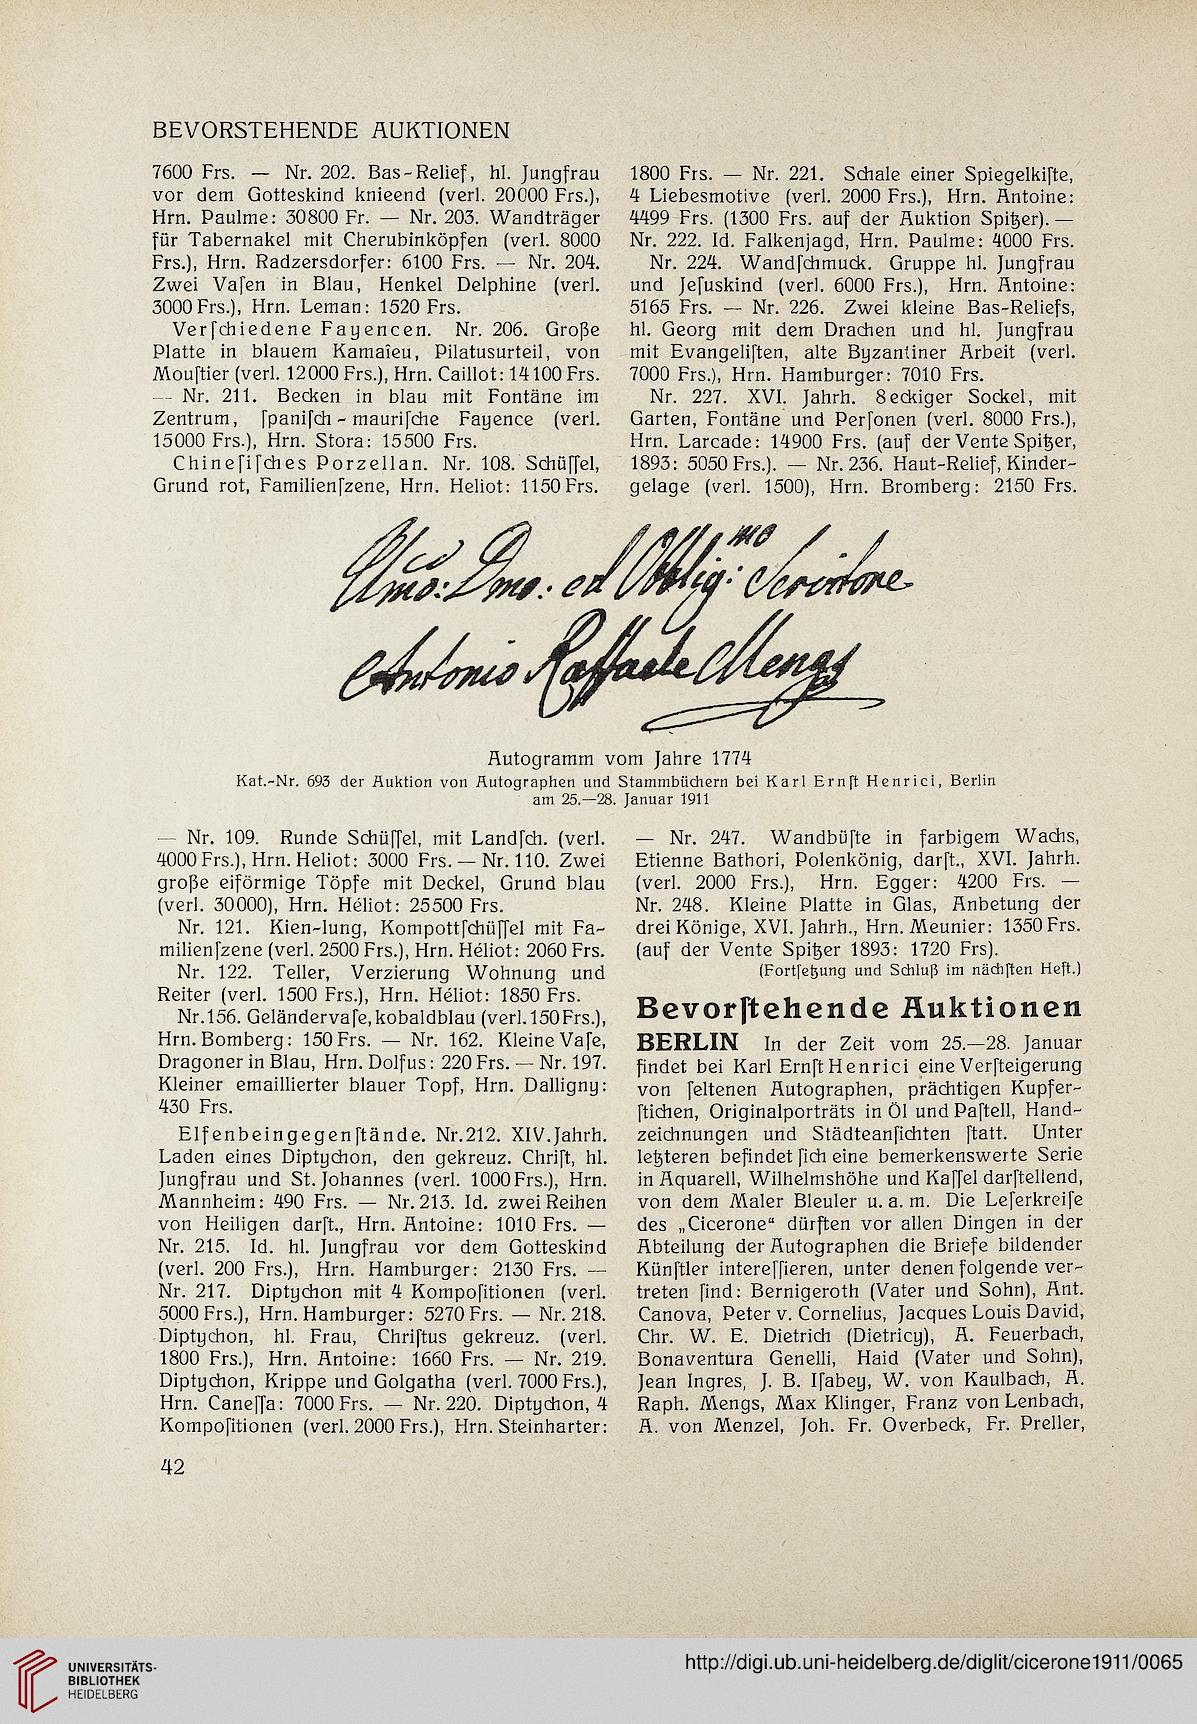 BEVORSTEHENDE AUKTIONEN
7600 Frs. — Nr. 202. Bas-Relief, hl. Jungfrau
vor dem Gotteskind knieend (verl. 20000 Frs.),
Hrn. Paulme: 30800 Fr. — Nr. 203. Wandträger
für Tabernakel mit Cherubinköpfen (verl. 8000
Frs.), Hrn. Radzersdorfer: 6100 Frs. — Nr. 204.
Zwei Vaſen in Blau, Henkel Delphine (verl.
3000 Frs.), Hrn. Leman: 1520 Frs.
Verſchiedene Fayencen. Nr. 206. Große
Platte in blauem Kamaïeu, Pilatusurteil, von
Mouſtier (verl. 12000 Frs.), Hrn. Caillot: 14100 Frs.
— Nr. 211. Becken in blau mit Fontäne im
Zentrum, ſpaniſch-mauriſche Fayence (verl.
15000 Frs.), Hrn. Stora: 15500 Frs.
Chineſiſches Porzellan. Nr. 108. Schüſſel,
Grund rot, Familienſzene, Hrn. Heliot: 1150 Frs.
1800 Frs. — Nr. 221. Schale einer Spiegelkiſte,
4 Liebesmotive (verl. 2000 Frs.), Hrn. Antoine:
4499 Frs. (1300 Frs. auf der Auktion Spitzer). —
Nr. 222. Id. Falkenjagd, Hrn. Paulme: 4000 Frs.
Nr. 224. Wandſchmuck. Gruppe hl. Jungfrau
und Jeſuskind (verl. 6000 Frs.), Hrn. Antoine:
5165 Frs. — Nr. 226. Zwei kleine Bas-Reliefs,
hl. Georg mit dem Drachen und hl. Jungfrau
mit Evangeliſten, alte Byzantiner Arbeit (verl.
7000 Frs.), Hrn. Hamburger: 7010 Frs.
Nr. 227. XVI. Jahrh. 8eckiger Sockel, mit
Garten, Fontäne und Perſonen (verl. 8000 Frs.),
Hrn. Larcade: 14900 Frs. (auf der Vente Spitzer,
1893: 5050 Frs.). — Nr. 236. Haut-Relief, Kinder-
gelage (verl. 1500), Hrn. Bromberg: 2150 Frs.
Dmo: ed Obblig:mo Servitore
Antonio Raffaele Mengs
Autogramm vom Jahre 1774
Kat.-Nr. 693 der Auktion von Autographen und Stammbüchern bei Karl Ernſt Henrici, Berlin
am 25.—28. Januar 1911
— Nr. 109. Runde Schüſſel, mit Landſch. (verl.
4000 Frs.), Hrn. Heliot: 3000 Frs. — Nr. 110. Zwei
große eiförmige Töpfe mit Deckel, Grund blau
(verl. 30000), Hrn. Héliot: 25500 Frs.
Nr. 121. Kien-lung, Kompottſchüſſel mit Fa-
milienſzene (verl. 2500 Frs.), Hrn. Héliot: 2060 Frs.
Nr. 122. Teller, Verzierung Wohnung und
Reiter (verl. 1500 Frs.), Hrn. Héliot: 1850 Frs.
Nr. 156. Geländervaſe, kobaldblau (verl. 150 Frs.),
Hrn. Bomberg: 150 Frs. — Nr. 162. Kleine Vaſe,
Dragoner in Blau, Hrn. Dolfus: 220 Frs. — Nr. 197.
Kleiner emaillierter blauer Topf, Hrn. Dalligny:
430 Frs.
Elfenbeingegenſtände. Nr. 212. XIV. Jahrh.
Laden eines Diptychon, den gekreuz. Chriſt, hl.
Jungfrau und St. Johannes (verl. 1000 Frs.), Hrn.
Mannheim: 490 Frs. — Nr. 213. Id. zwei Reihen
von Heiligen darſt., Hrn. Antoine: 1010 Frs. —
Nr. 215. Id. hl. Jungfrau vor dem Gotteskind
(verl. 200 Frs.), Hrn. Hamburger: 2130 Frs. —
Nr. 217. Diptychon mit 4 Kompoſitionen (verl.
5000 Frs.), Hrn. Hamburger: 5270 Frs. — Nr. 218.
Diptychon, hl. Frau, Chriſtus gekreuz. (verl.
1800 Frs.), Hrn. Antoine: 1660 Frs. — Nr. 219.
Diptychon, Krippe und Golgatha (verl. 7000 Frs.),
Hrn. Caneſſa: 7000 Frs. — Nr. 220. Diptychon, 4
Kompoſitionen (verl. 2000 Frs.), Hrn. Steinharter:
— Nr. 247. Wandbüſte in farbigem Wachs,
Etienne Bathori, Polenkönig, darſt., XVI. Jahrh.
(verl. 2000 Frs.), Hrn. Egger: 4200 Frs. —
Nr. 248. Kleine Platte in Glas, Anbetung der
drei Könige, XVI. Jahrh., Hrn. Meunier: 1350 Frs.
(auf der Vente Spitzer 1893: 1720 Frs).
(Fortſetzung und Schluß im nächſten Heft.)
Bevorſtehende Auktionen
BERLIN In der Zeit vom 25.—28. Januar
findet bei Karl Ernſt Henrici eine Verſteigerung
von ſeltenen Autographen, prächtigen Kupfer-
ſtichen, Originalporträts in Öl und Paſtell, Hand-
zeichnungen und Städteanſichten ſtatt. Unter
letzteren befindet ſich eine bemerkenswerte Serie
in Aquarell, Wilhelmshöhe und Kaſſel darſtellend,
von dem Maler Bleuler u. a. m. Die Leſerkreiſe
des „Cicerone“ dürften vor allen Dingen in der
Abteilung der Autographen die Briefe bildender
Künſtler intereſſieren, unter denen folgende ver-
treten ſind: Bernigeroth (Vater und Sohn), Ant.
Canova, Peter v. Cornelius, Jacques Louis David,
Chr. W. E. Dietrich (Dietricy), A. Feuerbach,
Bonaventura Genelli, Haid (Vater und Sohn),
Jean Ingres, J. B. Iſabey, W. von Kaulbach, A.
Raph. Mengs, Max Klinger, Franz von Lenbach,
A. von Menzel, Joh. Fr. Overbeck, Fr. Preller,
42
UNIVERSITÄTS-
BIBLIOTHEK
HEIDELBERG
http://digi.ub.uni-heidelberg.de/diglit/cicerone1911/0065